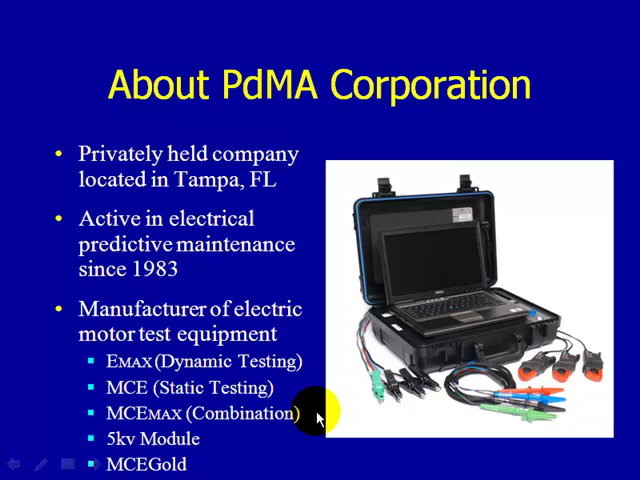 About PdMA Corporation
• Privately held company
located in Tampa, FL
• Active in electrical
predictive maintenance
since 1983
• Manufacturer of electric
motor test equipment
▪ EMAX (Dynamic Testing)
▪ MCE (Static Testing)
▪ MCEMAX (Combination)
▪ 5kv Module
▪ MCEGold